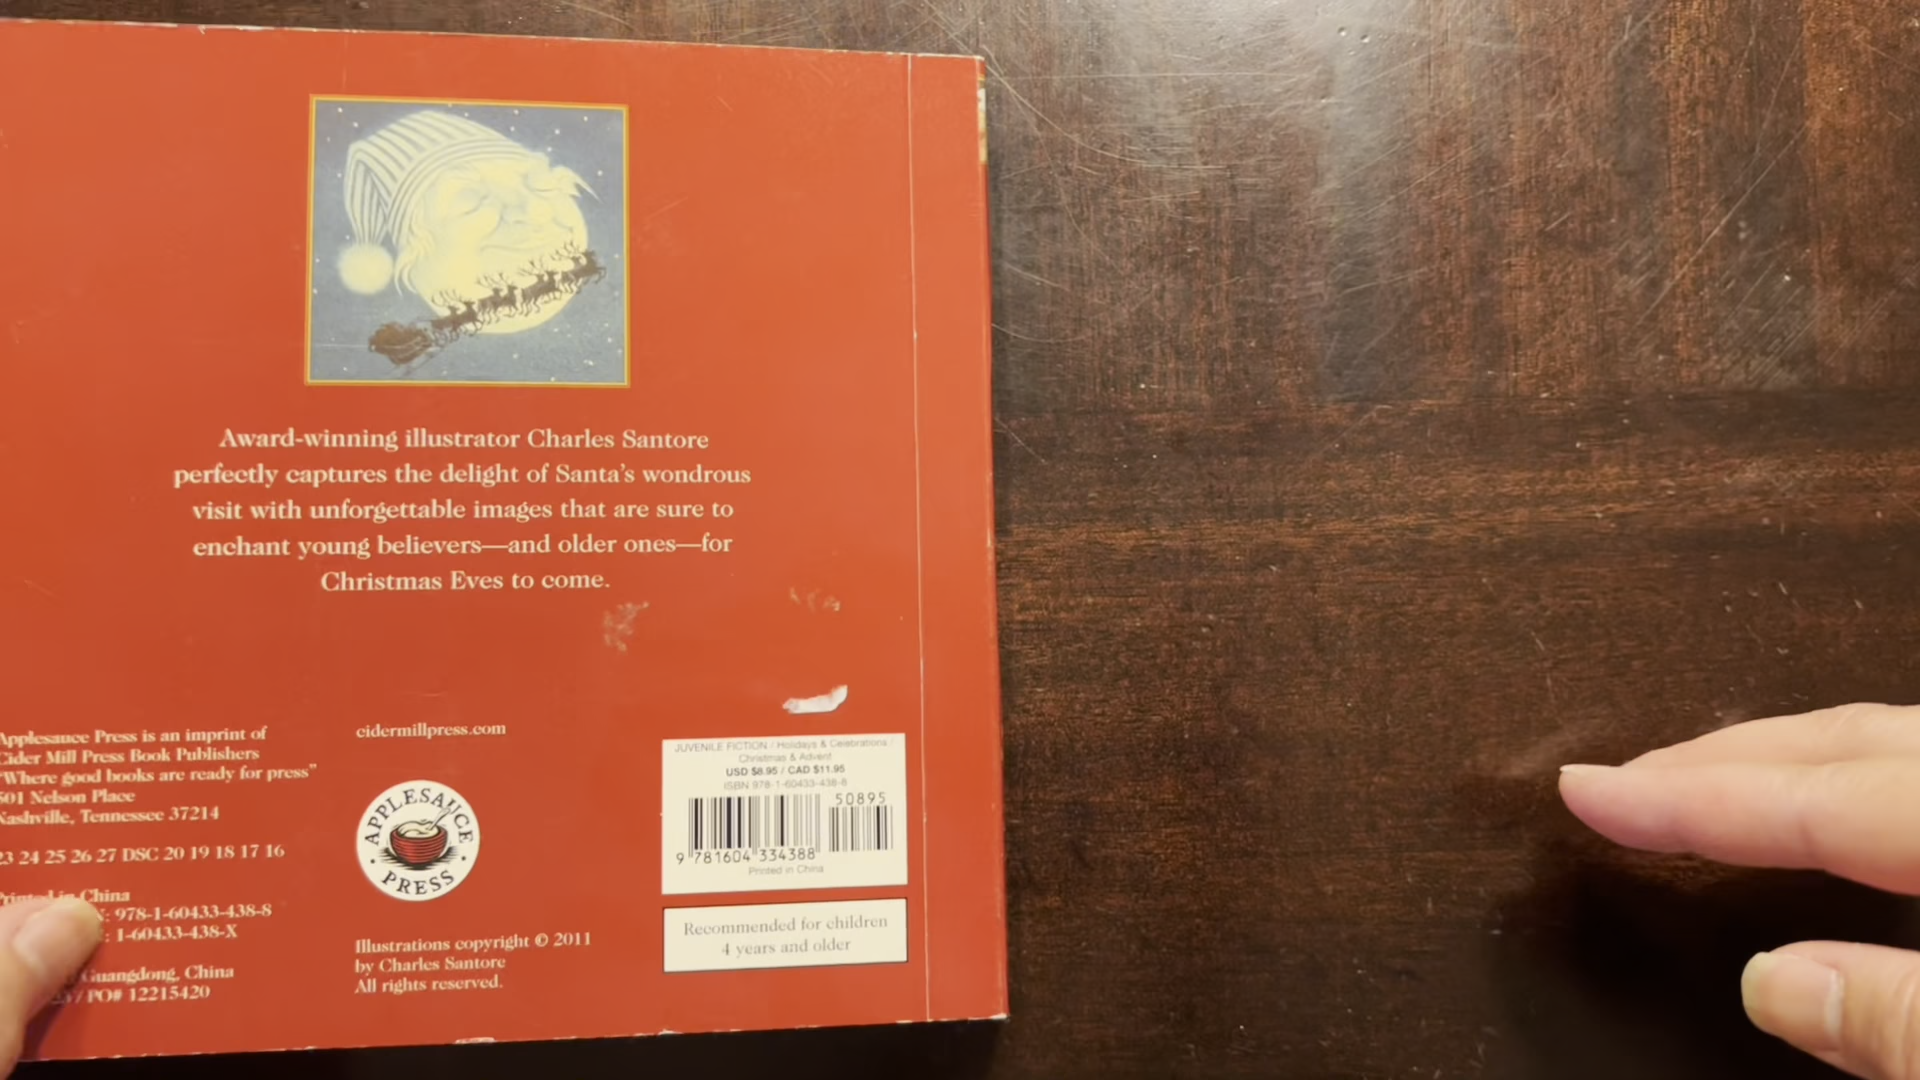 Award-winning illustrator Charles Santore
perfectly captures the delight of Santa's wondrous
visit with unforgettable images that are sure to
enchant young believers—and older ones—for
Christmas Eves to come.
Applesauce Press is an imprint of
Cider Mill Press Book Publishers
"Where good books are ready for press"
501 Nelson Place
Nashville, Tennessee 37214
23 24 25 26 27 DSC 20 19 18 17 16
Printed in China
978-1-60433-438-8
1-60433-438-X
Guangdong, China
PO# 12215420
cidermillpress.com
APPLESAUCE
PRESS
Illustrations copyright © 2011
by Charles Santore
All rights reserved.
JUVENILE FICTION / Holidays & Celebrations /
Christmas & Advent
USD $8.95 / CAD $11.95
ISBN 978-1-60433-438-8
50895
9 781604 334388
Printed in China
Recommended for children
4 years and older